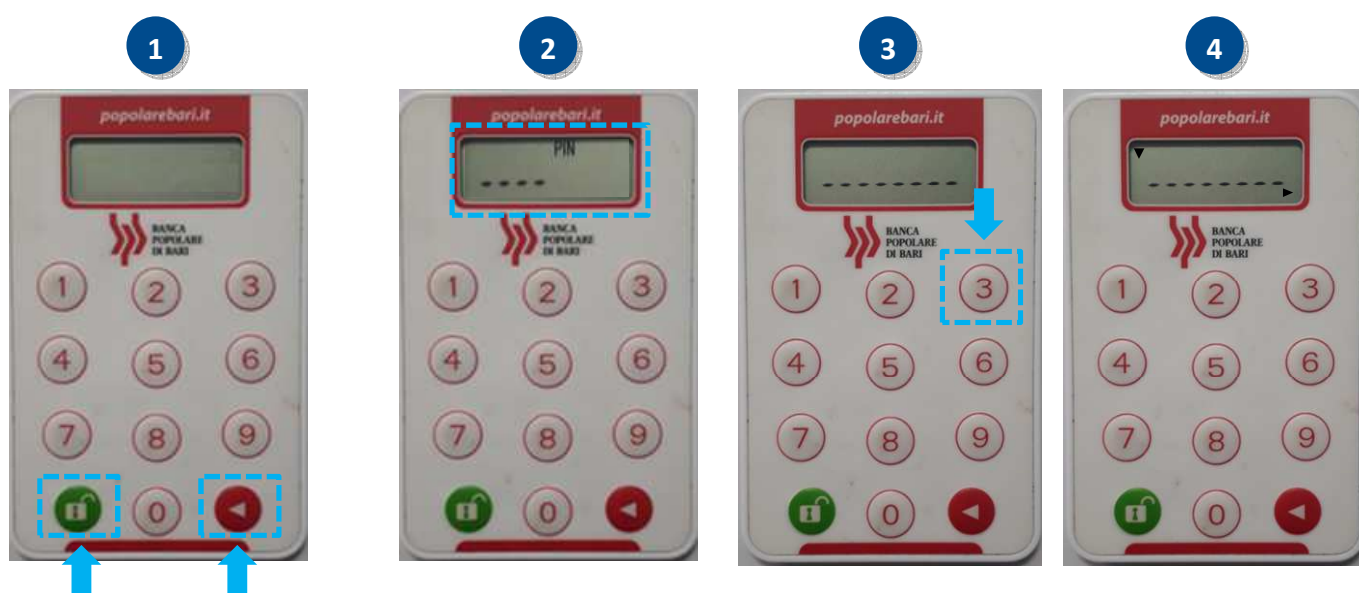 1
2
3
4
popolarebari.it
BANCA
POPOLARE
DI BARI
1 2 3
4 5 6
7 8 9
0
popolarebari.it
PIN
----
BANCA
POPOLARE
DI BARI
1 2 3
4 5 6
7 8 9
0
popolarebari.it
---------
BANCA
POPOLARE
DI BARI
1 2 3
4 5 6
7 8 9
0
popolarebari.it
---------
BANCA
POPOLARE
DI BARI
1 2 3
4 5 6
7 8 9
0